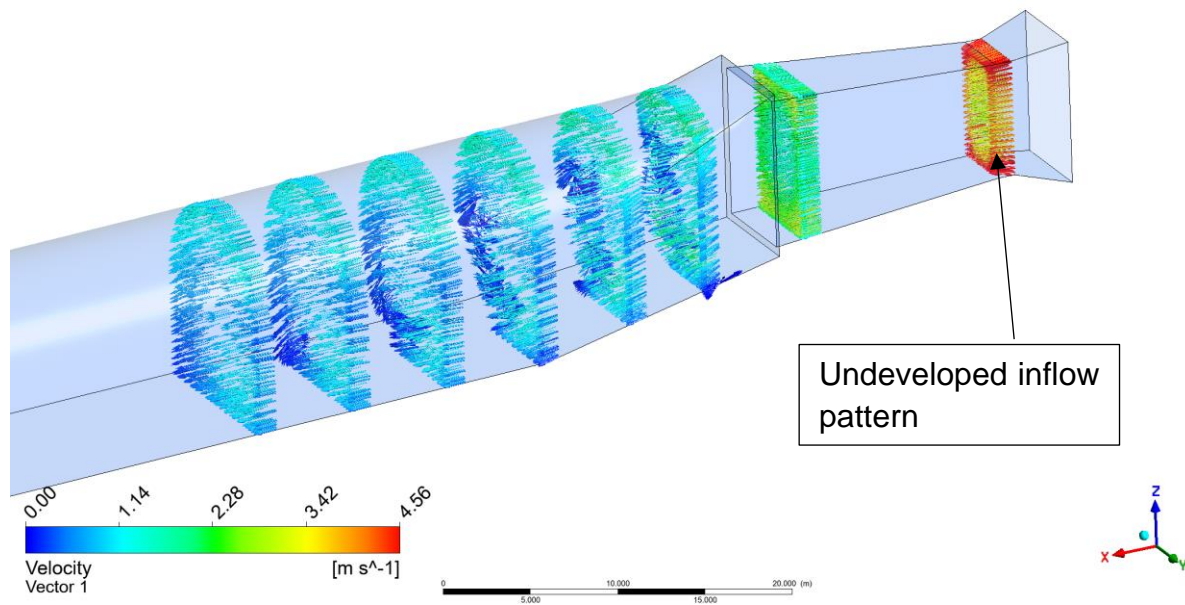 Undeveloped inflow
pattern
0.00
1.14
2.28
3.42
4.56
Velocity
Vector 1
[m s^-1]
0
10.000
20.000 (m)
5.000
15.000
Z
X
Y